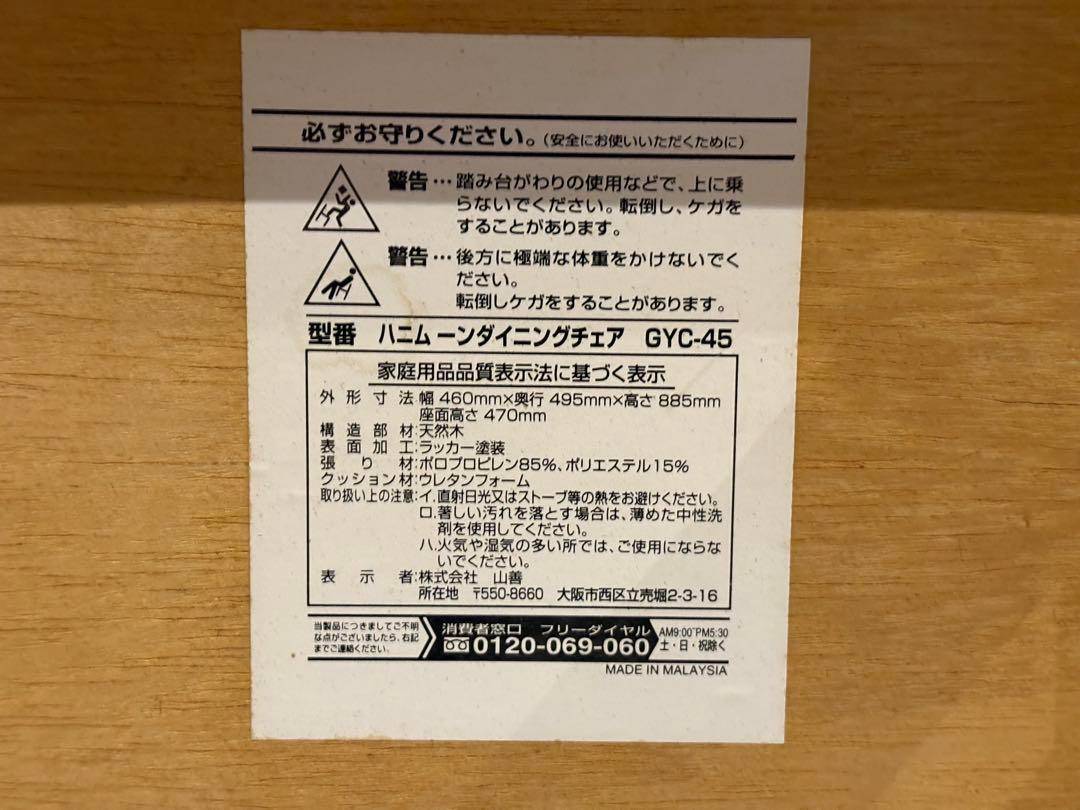 必ずお守りください。(安全にお使いいただくために)
警告…踏み台がわりの使用などで、上に乗
らないでください。転倒し、ケガを
することがあります。
警告…後方に極端な体重をかけないでく
ださい。
転倒しケガをすることがあります。
型番 ハニムーンダイニングチェア GYC-45
家庭用品品質表示法に基づく表示
外形寸法:幅 460mm×奥行 495mm×高さ 885mm
座面高さ 470mm
構造部材:天然木
表面加工:ラッカー塗装
張り材:ポロプロピレン85%、ポリエステル15%
クッション材:ウレタンフォーム
取り扱い上の注意:イ.直射日光又はストーブ等の熱をお避けください。
ロ.著しい汚れを落とす場合は、薄めた中性洗
剤を使用してください。
ハ.火気や湿気の多い所では、ご使用にならな
いでください。
表示者:株式会社 山善
所在地 〒550-8660 大阪市西区立売堀2-3-16
当製品につきましてご不明
な点がございましたら、右記
までご連絡ください。
消費者窓口 フリーダイヤル
0120-069-060
AM9:00~PM5:30
土・日・祝除く
MADE IN MALAYSIA